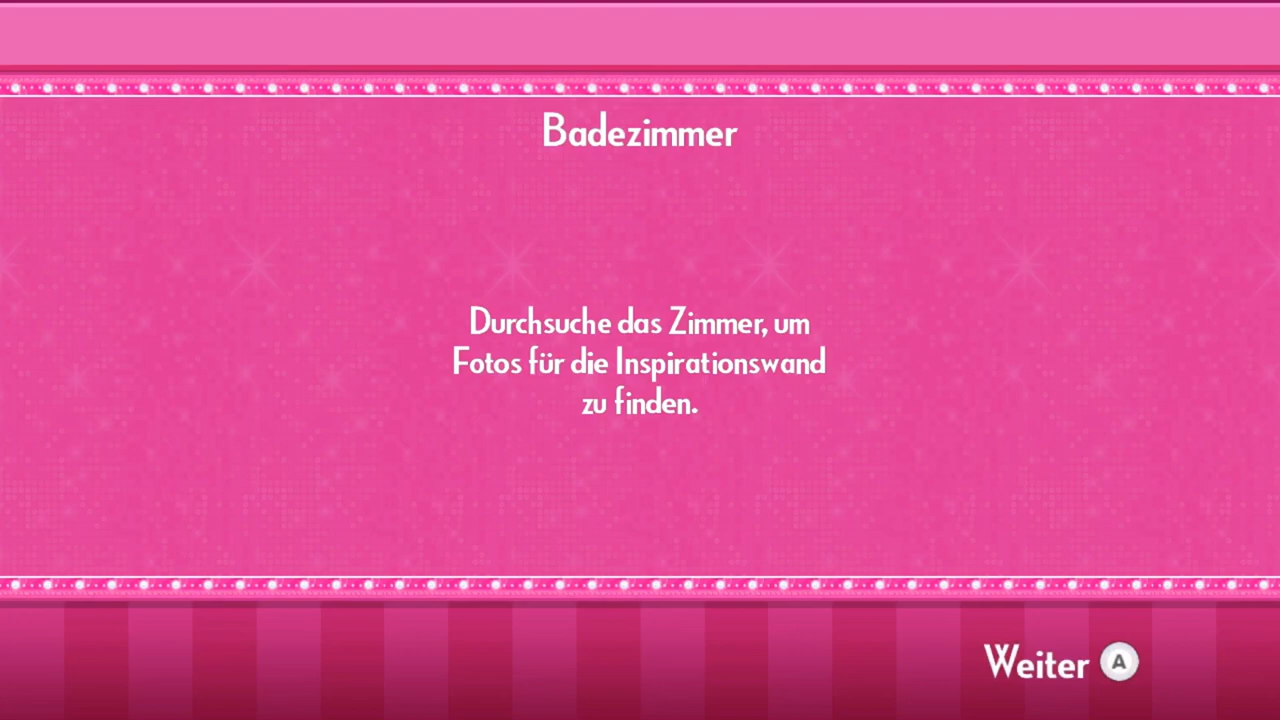 Badezimmer
Durchsuche das Zimmer, um
Fotos für die Inspirationswand
zu finden.
Weiter A